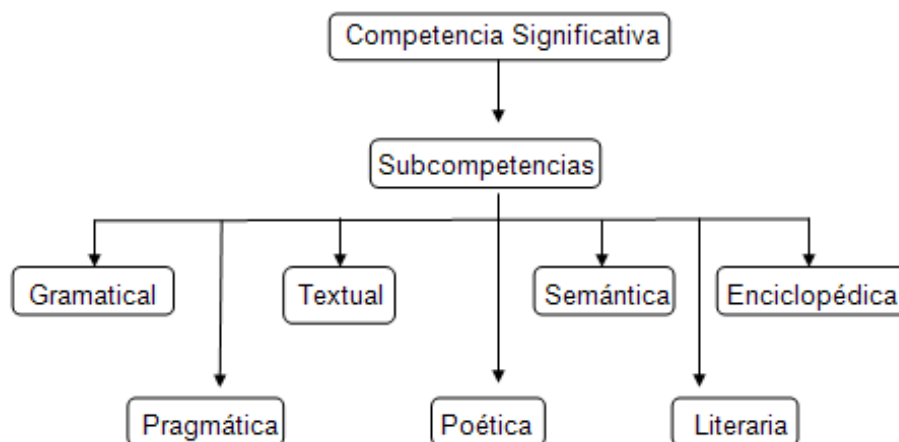 Competencia Significativa
Subcompetencias
Gramatical
Textual
Semántica
Enciclopédica
Pragmática
Poética
Literaria